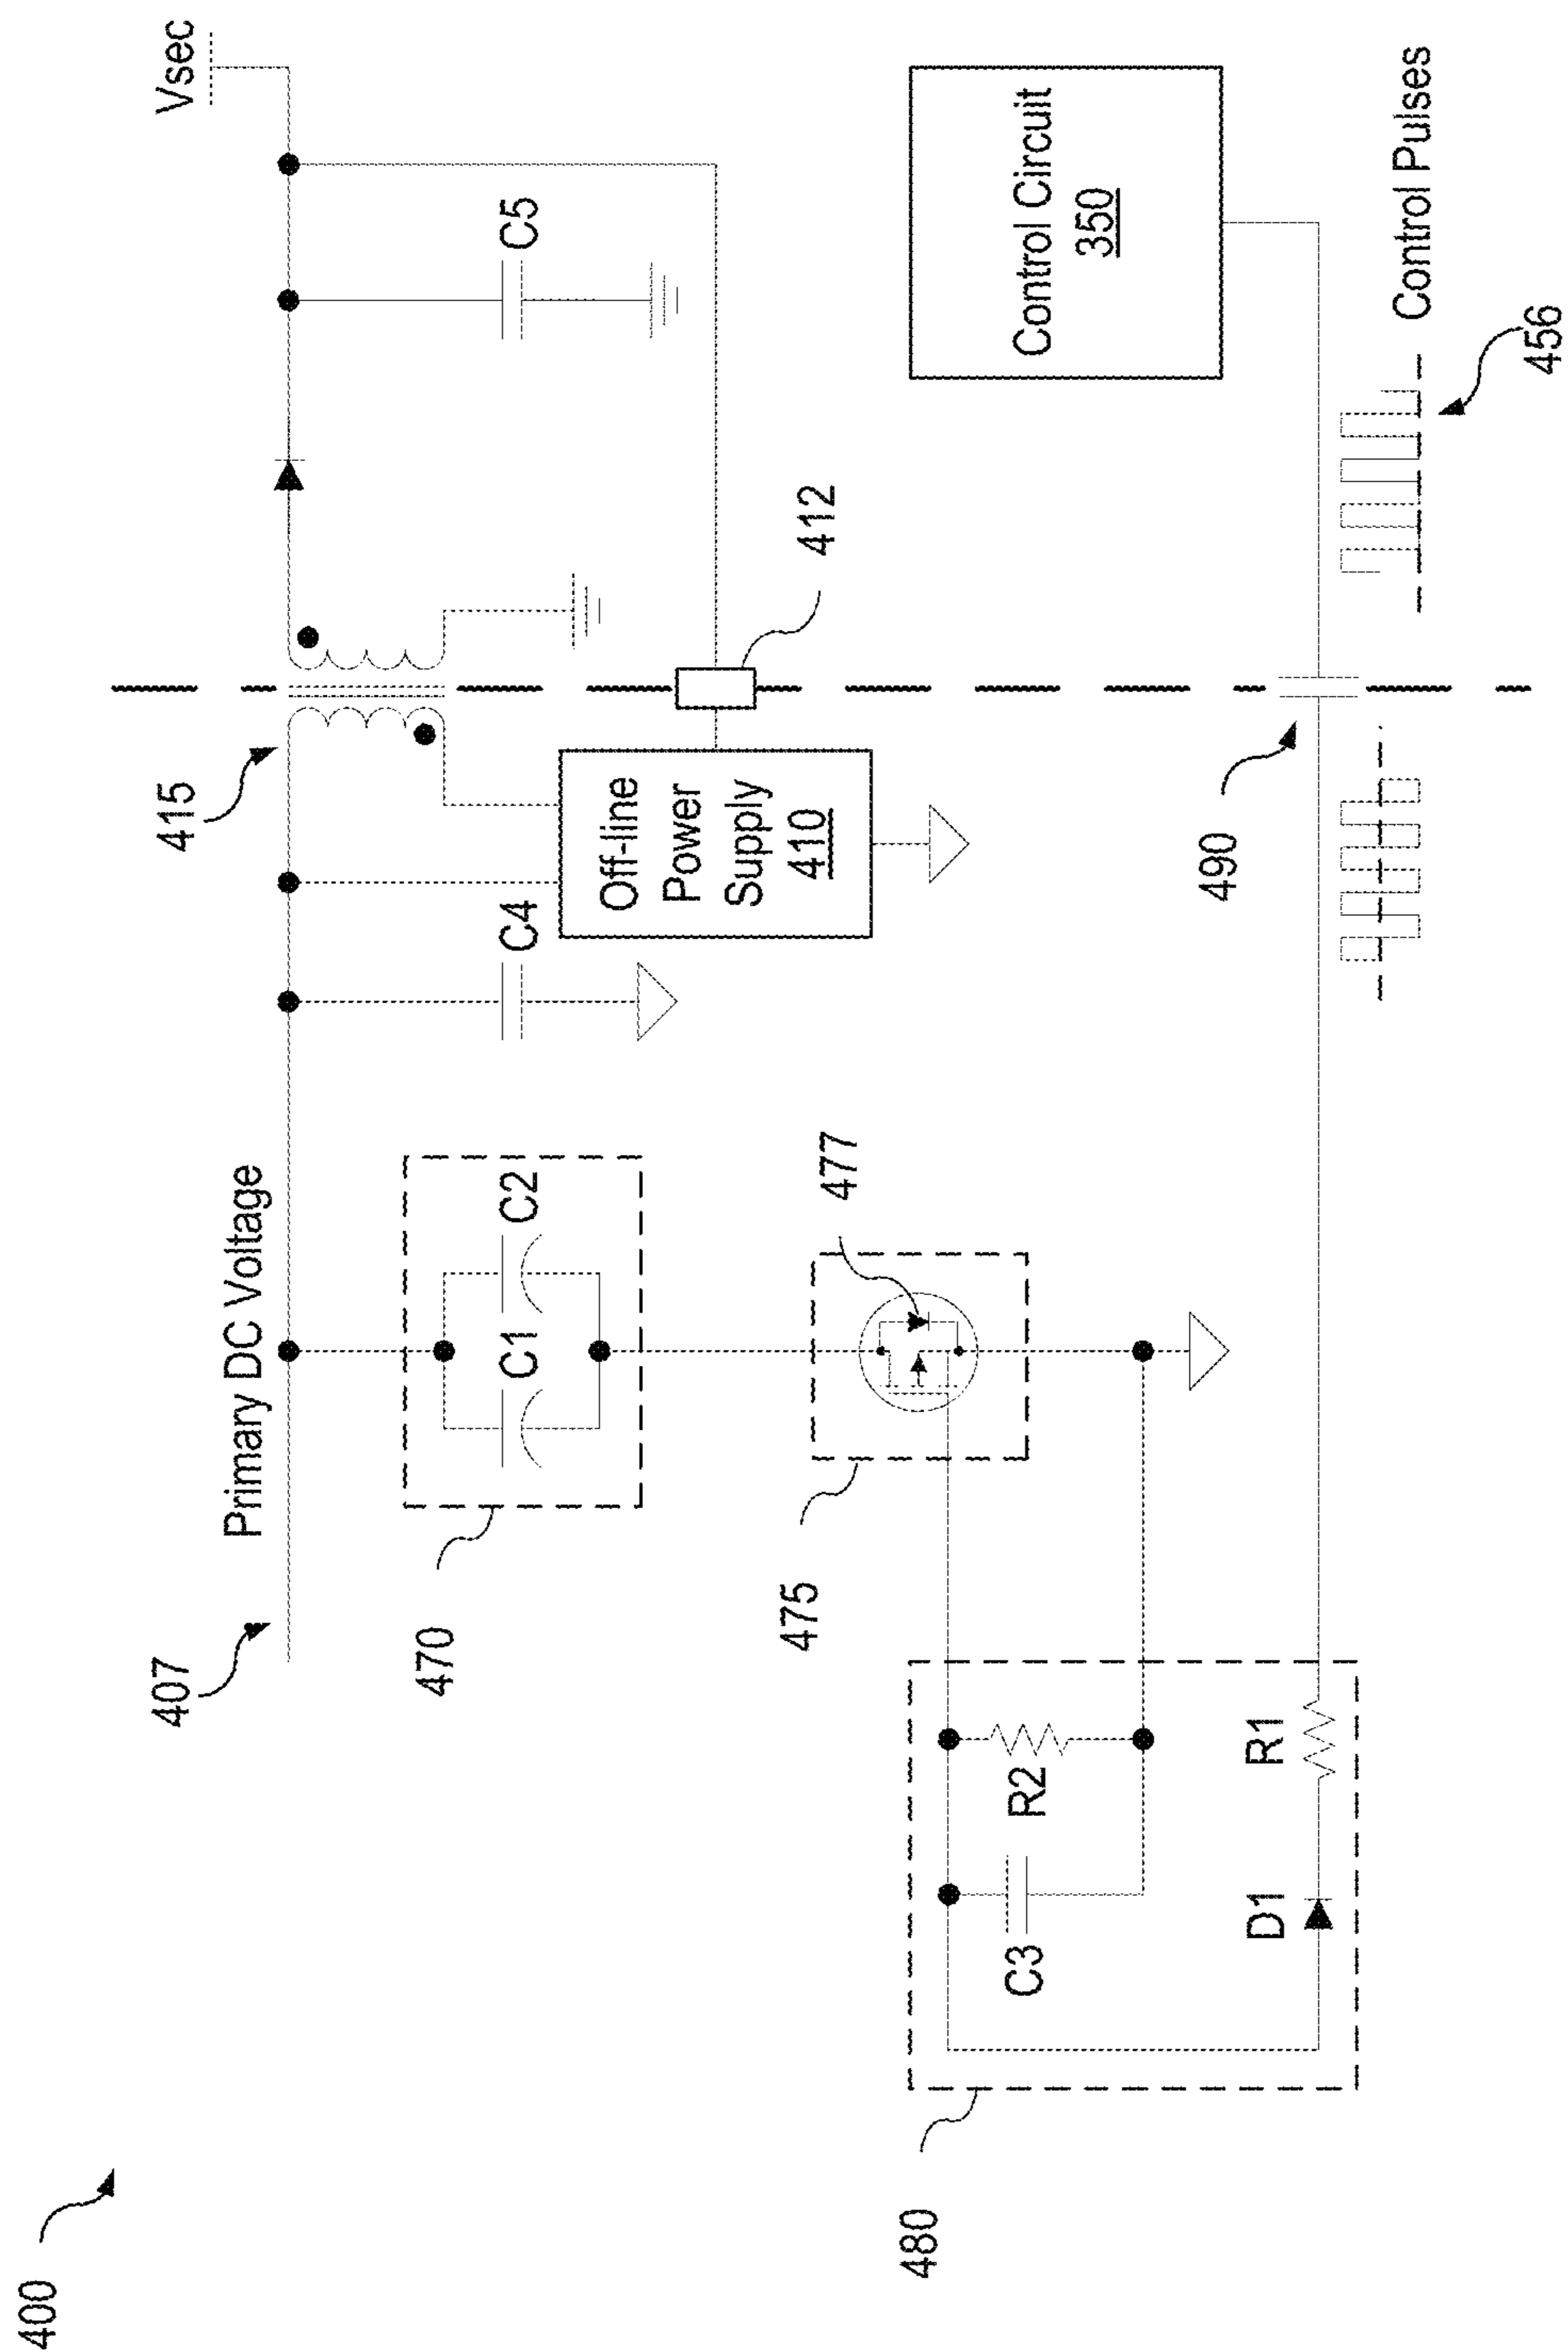 400
407
Primary DC Voltage
415
Vsec
470
C1
C2
C4
C5
Off-line
Power
Supply
410
412
475
477
Control Circuit
350
480
C3
R2
D1
R1
490
Control Pulses
456